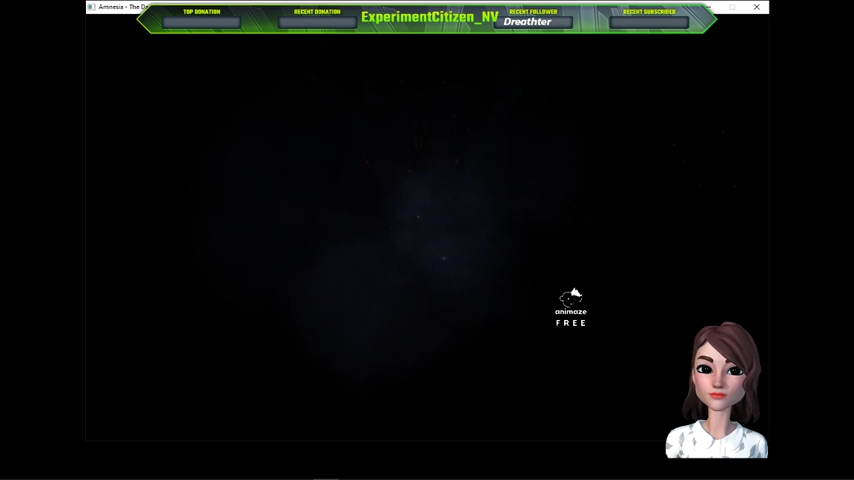 Amnesia - The Da
TOP DONATION
RECENT DONATION
ExperimentCitizen_NV
RECENT FOLLOWER
Dreathter
RECENT SUBSCRIBER
animaze
FREE